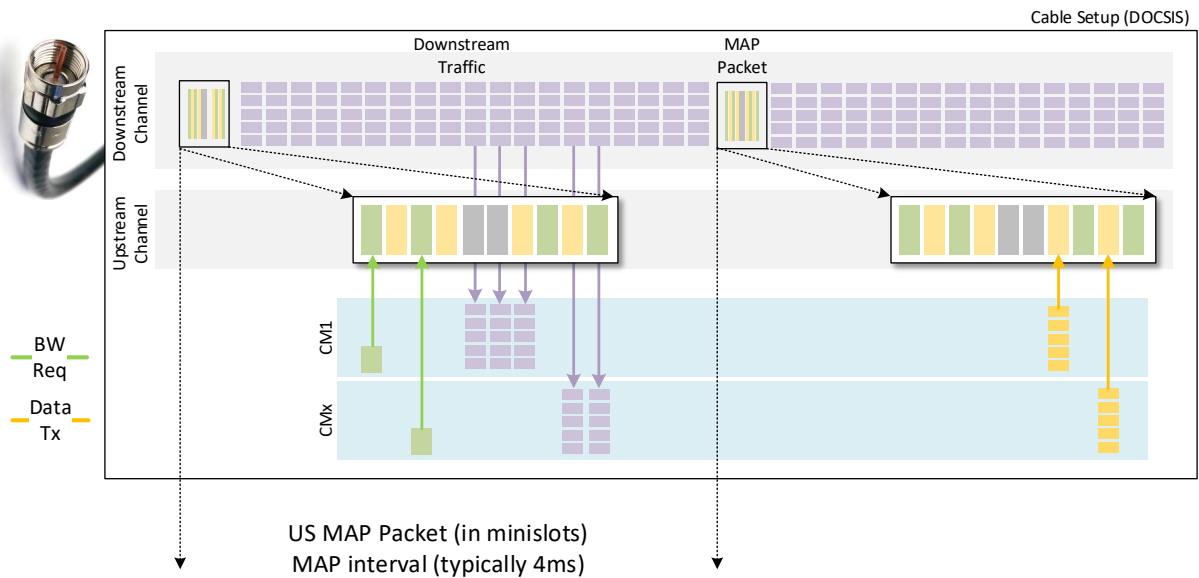 Cable Setup (DOCSIS)
Downstream
Traffic
MAP
Packet
Downstream
Channel
Upstream
Channel
CM1
CMx
BW
Req
Data
Tx
US MAP Packet (in minislots)
MAP interval (typically 4ms)